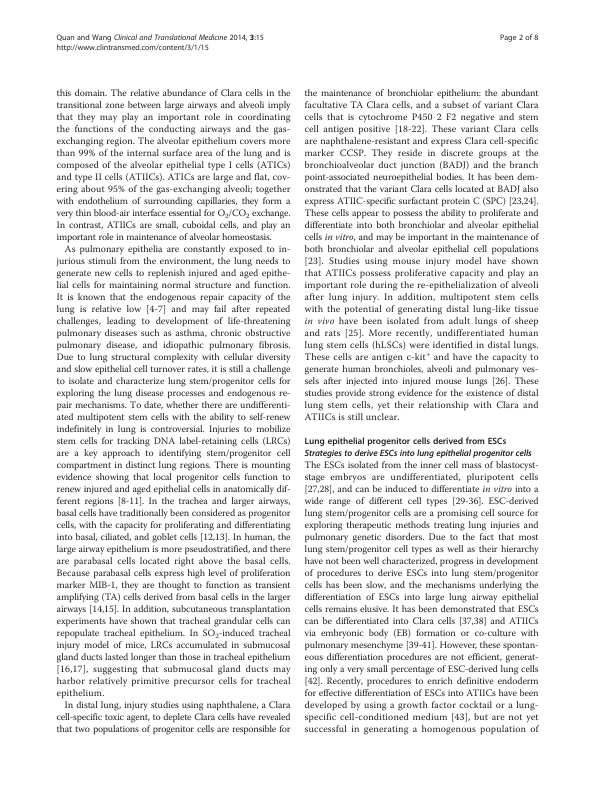 Quan and Wang Clinical and Translational Medicine 2014, 3:15
http://www.clintransmed.com/content/3/1/15
Page 2 of 8
this domain. The relative abundance of Clara cells in the
transitional zone between large airways and alveoli imply
that they may play an important role in coordinating
the functions of the conducting airways and the gas-
exchanging region. The alveolar epithelium covers more
than 99% of the internal surface area of the lung and is
composed of the alveolar epithelial type I cells (ATICs)
and type II cells (ATIICs). ATICs are large and flat, cov-
ering about 95% of the gas-exchanging alveoli; together
with endothelium of surrounding capillaries, they form a
very thin blood-air interface essential for O2/CO2 exchange.
In contrast, ATIICs are small, cuboidal cells, and play an
important role in maintenance of alveolar homeostasis.
As pulmonary epithelia are constantly exposed to in-
jurious stimuli from the environment, the lung needs to
generate new cells to replenish injured and aged epithe-
lial cells for maintaining normal structure and function.
It is known that the endogenous repair capacity of the
lung is relative low [4-7] and may fail after repeated
challenges, leading to development of life-threatening
pulmonary diseases such as asthma, chronic obstructive
pulmonary disease, and idiopathic pulmonary fibrosis.
Due to lung structural complexity with cellular diversity
and slow epithelial cell turnover rates, it is still a challenge
to isolate and characterize lung stem/progenitor cells for
exploring the lung disease processes and endogenous re-
pair mechanisms. To date, whether there are undifferenti-
ated multipotent stem cells with the ability to self-renew
indefinitely in lung is controversial. Injuries to mobilize
stem cells for tracking DNA label-retaining cells (LRCs)
are a key approach to identifying stem/progenitor cell
compartment in distinct lung regions. There is mounting
evidence showing that local progenitor cells function to
renew injured and aged epithelial cells in anatomically dif-
ferent regions [8-11]. In the trachea and larger airways,
basal cells have traditionally been considered as progenitor
cells, with the capacity for proliferating and differentiating
into basal, ciliated, and goblet cells [12,13]. In human, the
large airway epithelium is more pseudostratified, and there
are parabasal cells located right above the basal cells.
Because parabasal cells express high level of proliferation
marker MIB-1, they are thought to function as transient
amplifying (TA) cells derived from basal cells in the larger
airways [14,15]. In addition, subcutaneous transplantation
experiments have shown that tracheal grandular cells can
repopulate tracheal epithelium. In SO2-induced tracheal
injury model of mice, LRCs accumulated in submucosal
gland ducts lasted longer than those in tracheal epithelium
[16,17], suggesting that submucosal gland ducts may
harbor relatively primitive precursor cells for tracheal
epithelium.
In distal lung, injury studies using naphthalene, a Clara
cell-specific toxic agent, to deplete Clara cells have revealed
that two populations of progenitor cells are responsible for
the maintenance of bronchiolar epithelium: the abundant
facultative TA Clara cells, and a subset of variant Clara
cells that is cytochrome P450 2 F2 negative and stem
cell antigen positive [18-22]. These variant Clara cells
are naphthalene-resistant and express Clara cell-specific
marker CCSP. They reside in discrete groups at the
bronchioalveolar duct junction (BADJ) and the branch
point-associated neuroepithelial bodies. It has been dem-
onstrated that the variant Clara cells located at BADJ also
express ATIIC-specific surfactant protein C (SPC) [23,24].
These cells appear to possess the ability to proliferate and
differentiate into both bronchiolar and alveolar epithelial
cells in vitro, and may be important in the maintenance of
both bronchiolar and alveolar epithelial cell populations
[23]. Studies using mouse injury model have shown
that ATIICs possess proliferative capacity and play an
important role during the re-epithelialization of alveoli
after lung injury. In addition, multipotent stem cells
with the potential of generating distal lung-like tissue
in vivo have been isolated from adult lungs of sheep
and rats [25]. More recently, undifferentiated human
lung stem cells (hLSCs) were identified in distal lungs.
These cells are antigen c-kit+ and have the capacity to
generate human bronchioles, alveoli and pulmonary ves-
sels after injected into injured mouse lungs [26]. These
studies provide strong evidence for the existence of distal
lung stem cells, yet their relationship with Clara and
ATIICs is still unclear.
Lung epithelial progenitor cells derived from ESCs
Strategies to derive ESCs into lung epithelial progenitor cells
The ESCs isolated from the inner cell mass of blastocyst-
stage embryos are undifferentiated, pluripotent cells
[27,28], and can be induced to differentiate in vitro into a
wide range of different cell types [29-36]. ESC-derived
lung stem/progenitor cells are a promising cell source for
exploring therapeutic methods treating lung injuries and
pulmonary genetic disorders. Due to the fact that most
lung stem/progenitor cell types as well as their hierarchy
have not been well characterized, progress in development
of procedures to derive ESCs into lung stem/progenitor
cells has been slow, and the mechanisms underlying the
differentiation of ESCs into large lung airway epithelial
cells remains elusive. It has been demonstrated that ESCs
can be differentiated into Clara cells [37,38] and ATIICs
via embryonic body (EB) formation or co-culture with
pulmonary mesenchyme [39-41]. However, these spontan-
eous differentiation procedures are not efficient, generat-
ing only a very small percentage of ESC-derived lung cells
[42]. Recently, procedures to enrich definitive endoderm
for effective differentiation of ESCs into ATIICs have been
developed by using a growth factor cocktail or a lung-
specific cell-conditioned medium [43], but are not yet
successful in generating a homogenous population of